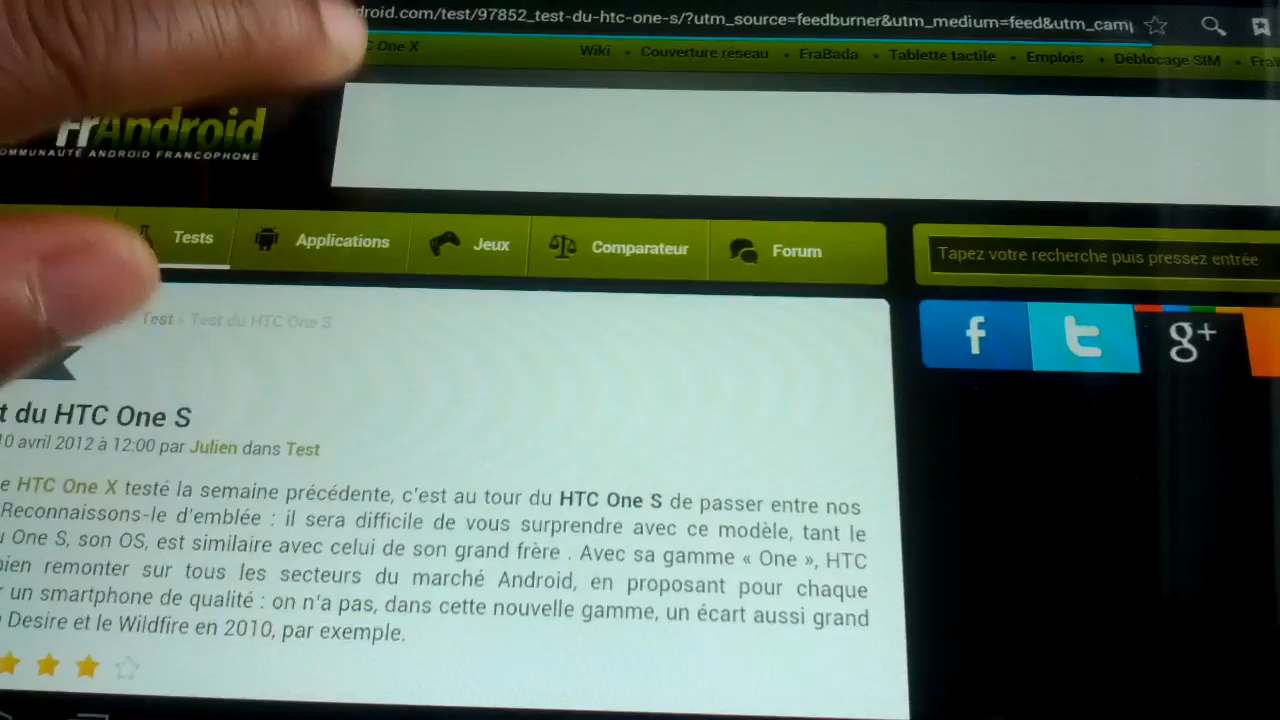 droid.com/test/97852_test-du-htc-one-s/?utm_source=feedburner&utm_medium=feed&utm_cam
One X Wiki • Couverture réseau • FraBada • Tablette tactile • Emplois • Déblocage SIM •
FrAndroid
OMMUNAUTÉ ANDROID FRANCOPHONE
Tests Applications Jeux Comparateur Forum
Tapez votre recherche puis pressez entrée
Test » Test du HTC One S
f t g+
t du HTC One S
10 avril 2012 à 12:00 par Julien dans Test
e HTC One X testé la semaine précédente, c'est au tour du HTC One S de passer entre nos
Reconnaissons-le d'emblée : il sera difficile de vous surprendre avec ce modèle, tant le
u One S, son OS, est similaire avec celui de son grand frère . Avec sa gamme « One », HTC
bien remonter sur tous les secteurs du marché Android, en proposant pour chaque
r un smartphone de qualité : on n'a pas, dans cette nouvelle gamme, un écart aussi grand
Desire et le Wildfire en 2010, par exemple.